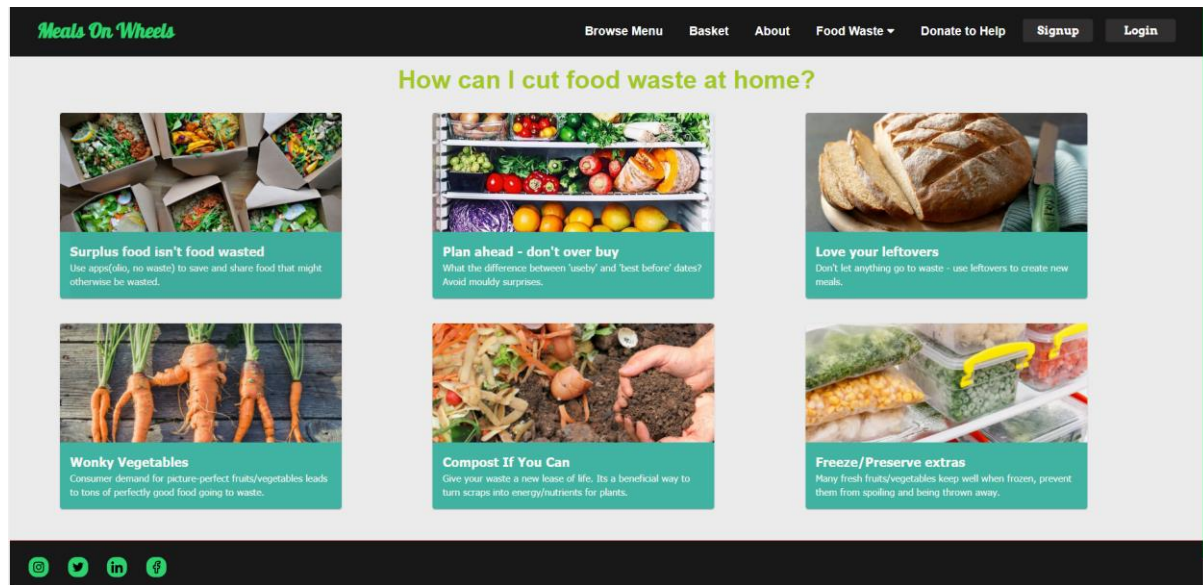 Meals On Wheels
Browse Menu Basket About Food Waste Donate to Help Signup Login
How can I cut food waste at home?
Surplus food isn't food wasted
Use apps(olio, no waste) to save and share food that might
otherwise be wasted.
Plan ahead - don't over buy
What the difference between 'useby' and 'best before' dates?
Avoid mouldy surprises.
Love your leftovers
Don't let anything go to waste - use leftovers to create new
meals.
Wonky Vegetables
Consumer demand for picture-perfect fruits/vegetables leads
to tons of perfectly good food going to waste.
Compost If You Can
Give your waste a new lease of life. Its a beneficial way to
turn scraps into energy/nutrients for plants.
Freeze/Preserve extras
Many fresh fruits/vegetables keep well when frozen, prevent
them from spoiling and being thrown away.